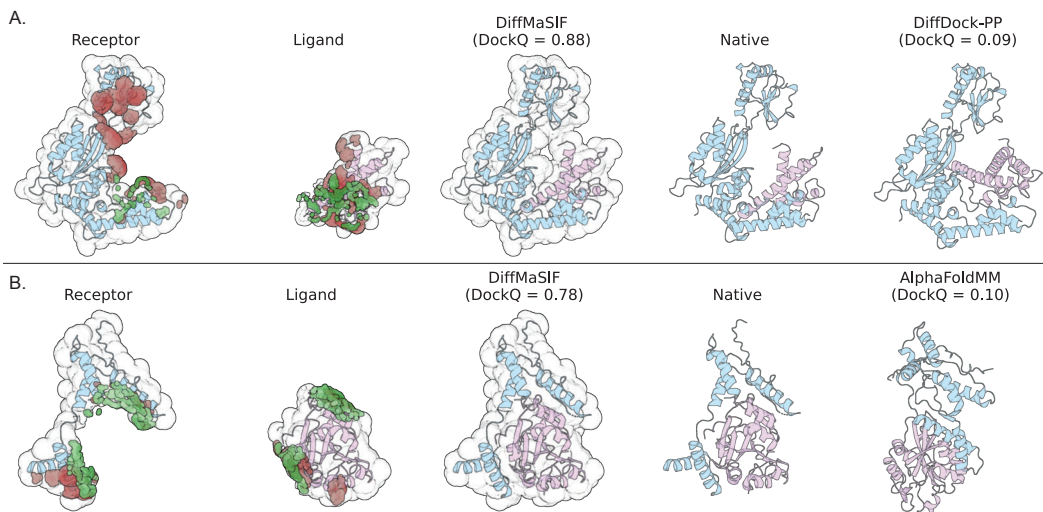 A.
Receptor
Ligand
DiffMaSIF
(DockQ = 0.88)
Native
DiffDock-PP
(DockQ = 0.09)
B.
Receptor
Ligand
DiffMaSIF
(DockQ = 0.78)
Native
AlphaFoldMM
(DockQ = 0.10)